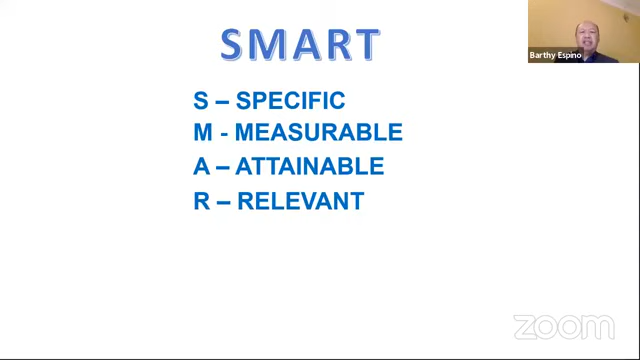 SMART
Barthy Espino
S – SPECIFIC
M - MEASURABLE
A – ATTAINABLE
R – RELEVANT
zoom